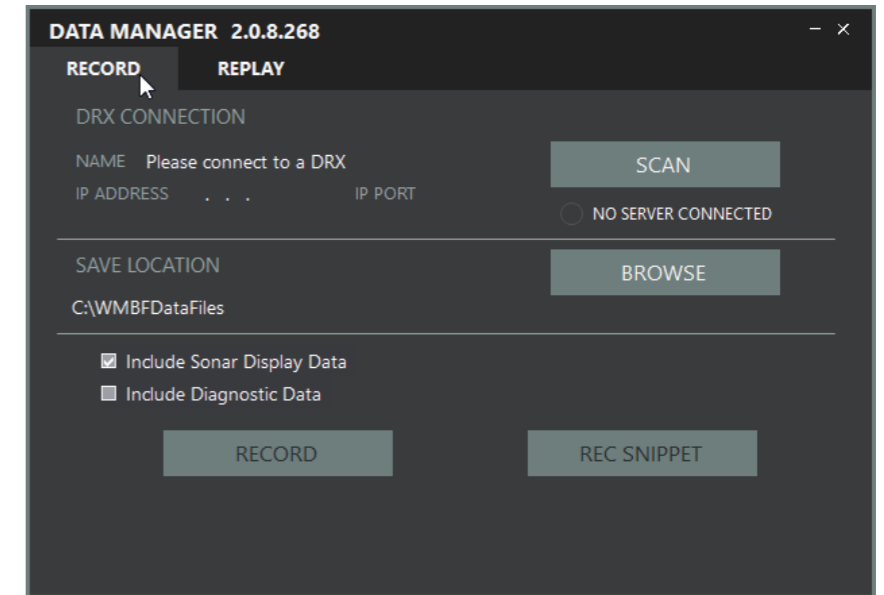 DATA MANAGER 2.0.8.268
RECORD REPLAY
DRX CONNECTION
NAME Please connect to a DRX
SCAN
IP ADDRESS . . . IP PORT
NO SERVER CONNECTED
SAVE LOCATION
BROWSE
C:\WMBFDataFiles
Include Sonar Display Data
Include Diagnostic Data
RECORD REC SNIPPET